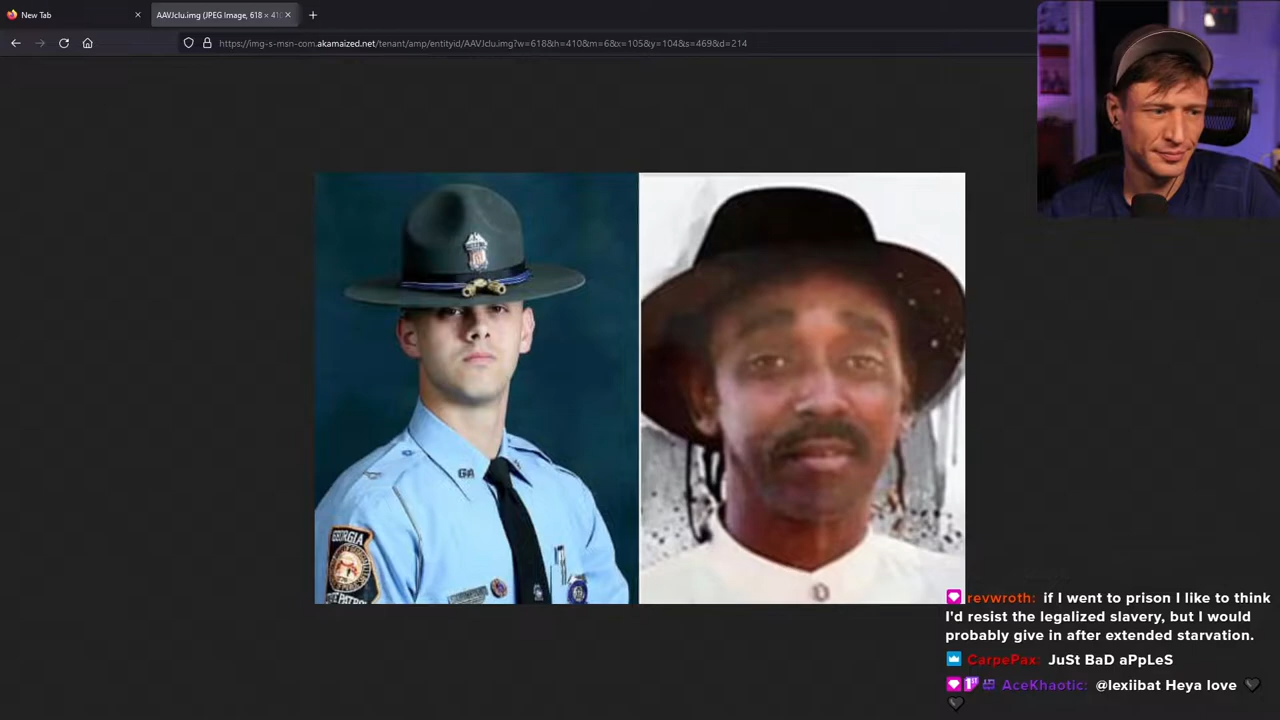 New Tab
AAVJclu.img (JPEG Image, 618 × 410
https://img-s-msn-com.akamaized.net/tenant/amp/entityid/AAVJclu.img?w=618&h=410&m=6&x=105&y=104&s=469&d=214
GA
GEORGIA
revwroth: if I went to prison I like to think
I'd resist the legalized slavery, but I would
probably give in after extended starvation.
CarpePax: JuSt BaD aPpLeS
AceKhaotic: @lexiibat Heya love 🖤
🖤